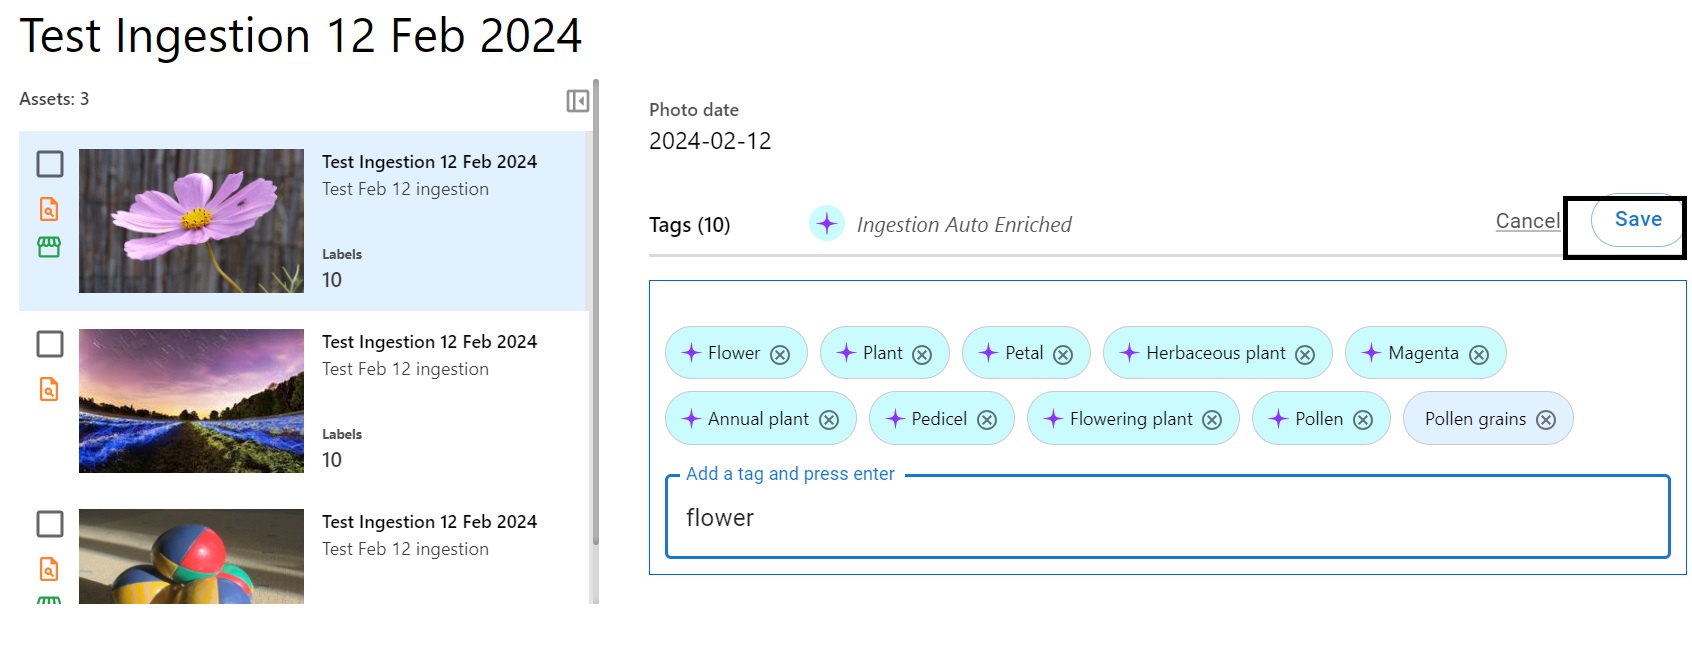 Test Ingestion 12 Feb 2024
Assets: 3
Test Ingestion 12 Feb 2024
Test Feb 12 ingestion
Labels
10
Test Ingestion 12 Feb 2024
Test Feb 12 ingestion
Labels
10
Test Ingestion 12 Feb 2024
Test Feb 12 ingestion
Photo date
2024-02-12
Tags (10) Ingestion Auto Enriched Cancel Save
Flower Plant Petal Herbaceous plant Magenta
Annual plant Pedicel Flowering plant Pollen Pollen grains
Add a tag and press enter
flower